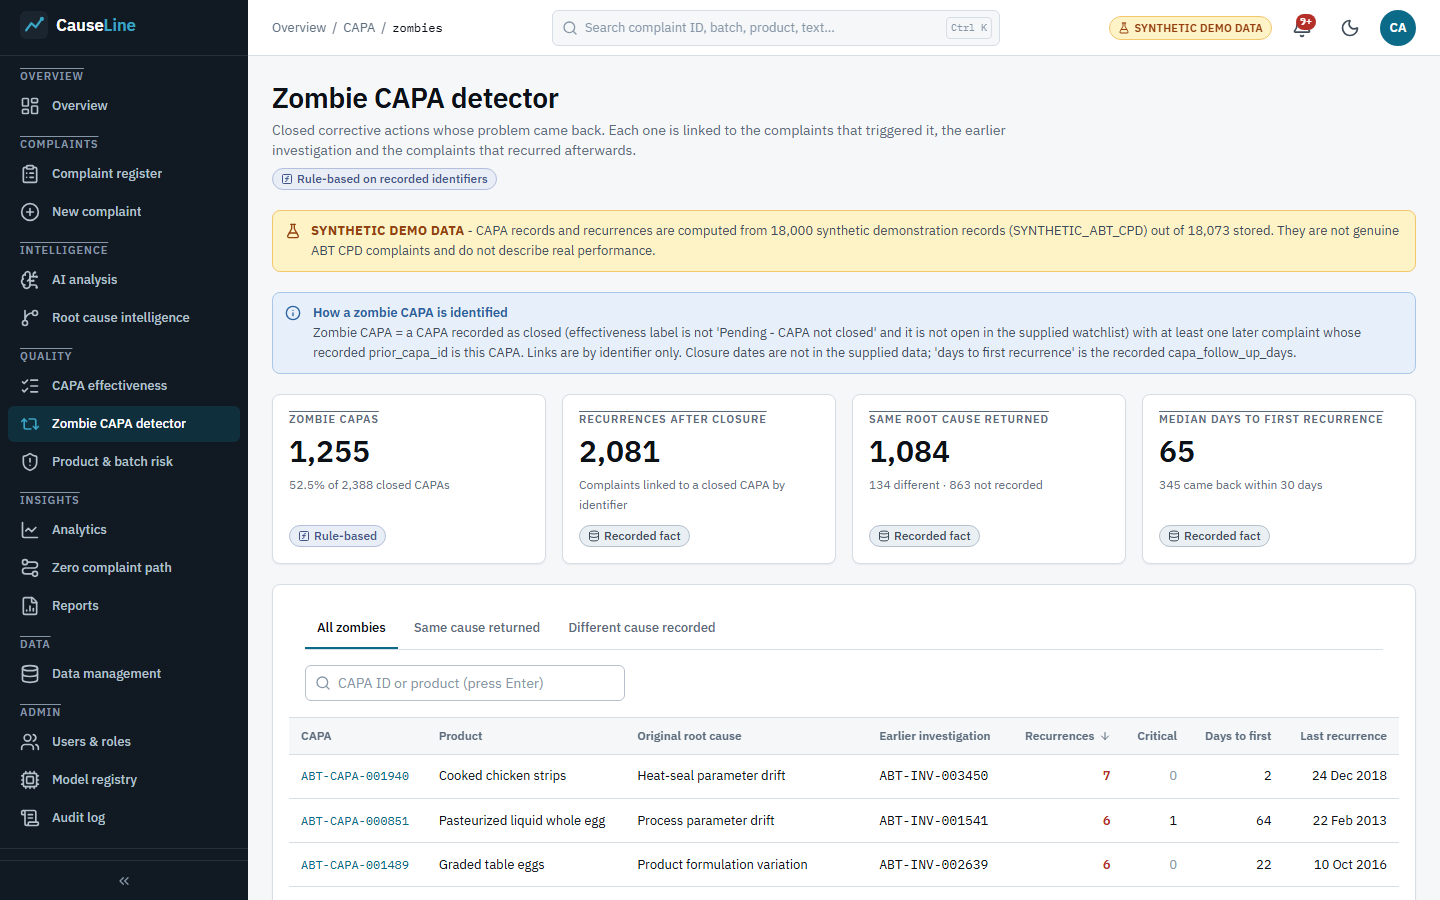 CauseLine
Overview / CAPA / zombies
Search complaint ID, batch, product, text...
Ctrl K
SYNTHETIC DEMO DATA
9+
CA
OVERVIEW
Overview
COMPLAINTS
Complaint register
New complaint
INTELLIGENCE
AI analysis
Root cause intelligence
QUALITY
CAPA effectiveness
Zombie CAPA detector
Product & batch risk
INSIGHTS
Analytics
Zero complaint path
Reports
DATA
Data management
ADMIN
Users & roles
Model registry
Audit log
Zombie CAPA detector
Closed corrective actions whose problem came back. Each one is linked to the complaints that triggered it, the earlier
investigation and the complaints that recurred afterwards.
Rule-based on recorded identifiers
SYNTHETIC DEMO DATA - CAPA records and recurrences are computed from 18,000 synthetic demonstration records (SYNTHETIC_ABT_CPD) out of 18,073 stored. They are not genuine
ABT CPD complaints and do not describe real performance.
How a zombie CAPA is identified
Zombie CAPA = a CAPA recorded as closed (effectiveness label is not 'Pending - CAPA not closed' and it is not open in the supplied watchlist) with at least one later complaint whose
recorded prior_capa_id is this CAPA. Links are by identifier only. Closure dates are not in the supplied data; 'days to first recurrence' is the recorded capa_follow_up_days.
ZOMBIE CAPAS
1,255
52.5% of 2,388 closed CAPAs
Rule-based
RECURRENCES AFTER CLOSURE
2,081
Complaints linked to a closed CAPA by
identifier
Recorded fact
SAME ROOT CAUSE RETURNED
1,084
134 different · 863 not recorded
Recorded fact
MEDIAN DAYS TO FIRST RECURRENCE
65
345 came back within 30 days
Recorded fact
All zombies Same cause returned Different cause recorded
CAPA ID or product (press Enter)
CAPA Product Original root cause Earlier investigation Recurrences Critical Days to first Last recurrence
ABT-CAPA-001940 Cooked chicken strips Heat-seal parameter drift ABT-INV-003450 7 0 2 24 Dec 2018
ABT-CAPA-000851 Pasteurized liquid whole egg Process parameter drift ABT-INV-001541 6 1 64 22 Feb 2013
ABT-CAPA-001489 Graded table eggs Product formulation variation ABT-INV-002639 6 0 22 10 Oct 2016